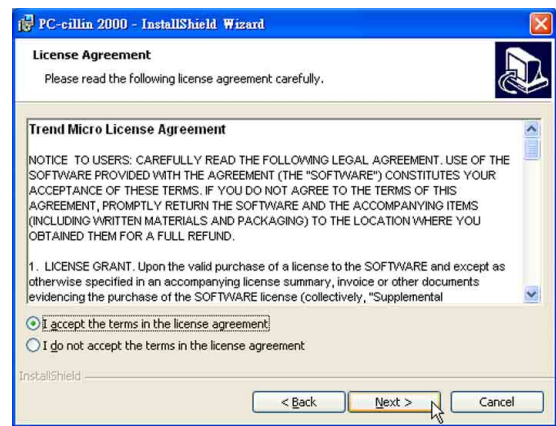 PC-cillin 2000 - InstallShield Wizard
License Agreement
Please read the following license agreement carefully.
Trend Micro License Agreement
NOTICE TO USERS: CAREFULLY READ THE FOLLOWING LEGAL AGREEMENT. USE OF THE
SOFTWARE PROVIDED WITH THE AGREEMENT (THE "SOFTWARE") CONSTITUTES YOUR
ACCEPTANCE OF THESE TERMS. IF YOU DO NOT AGREE TO THE TERMS OF THIS
AGREEMENT, PROMPTLY RETURN THE SOFTWARE AND THE ACCOMPANYING ITEMS
(INCLUDING WRITTEN MATERIALS AND PACKAGING) TO THE LOCATION WHERE YOU
OBTAINED THEM FOR A FULL REFUND.
1. LICENSE GRANT. Upon the valid purchase of a license to the SOFTWARE and except as
otherwise specified in an accompanying license summary, invoice or other documents
evidencing the purchase of the SOFTWARE license (collectively, "Supplemental
I accept the terms in the license agreement
I do not accept the terms in the license agreement
InstallShield
< Back Next > Cancel